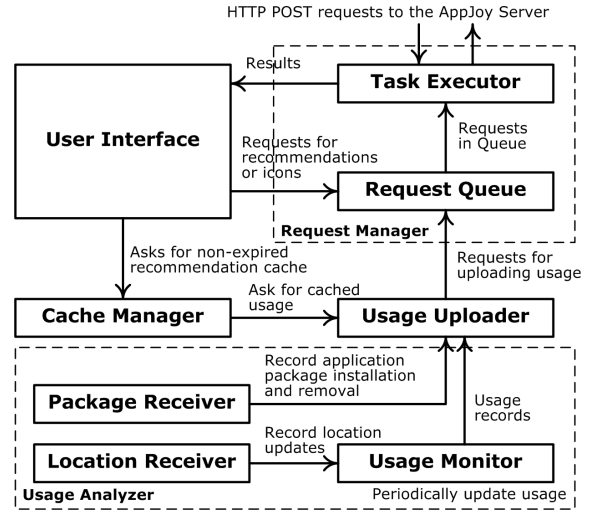 HTTP POST requests to the AppJoy Server
Results
Task Executor
User Interface
Requests
in Queue
Requests for
recommendations
or icons
Request Queue
Request Manager
Asks for non-expired
recommendation cache
Requests for
uploading usage
Ask for cached
usage
Cache Manager
Usage Uploader
Record application
package installation
and removal
Package Receiver
Usage
records
Record location
updates
Location Receiver
Usage Monitor
Usage Analyzer
Periodically update usage